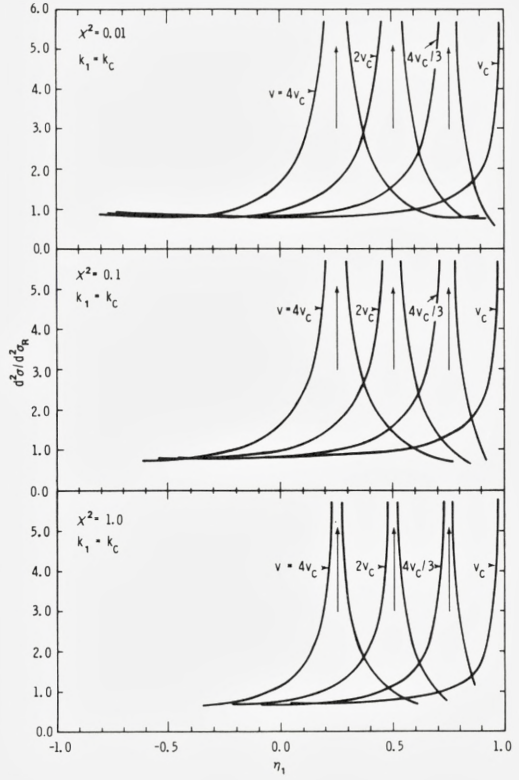 6.0
χ² = 0.01
k₁ = k_C
5.0
v = 4v_C
2v_C
4v_C/3
v_C
4.0
3.0
2.0
1.0
0.0
χ² = 0.1
k₁ = k_C
5.0
v = 4v_C
2v_C
4v_C/3
v_C
4.0
3.0
2.0
1.0
0.0
d²σ/d²σ_R
χ² = 1.0
k₁ = k_C
5.0
v = 4v_C
2v_C
4v_C/3
v_C
4.0
3.0
2.0
1.0
0.0
-1.0 -0.5 0.0 0.5 1.0
η₁